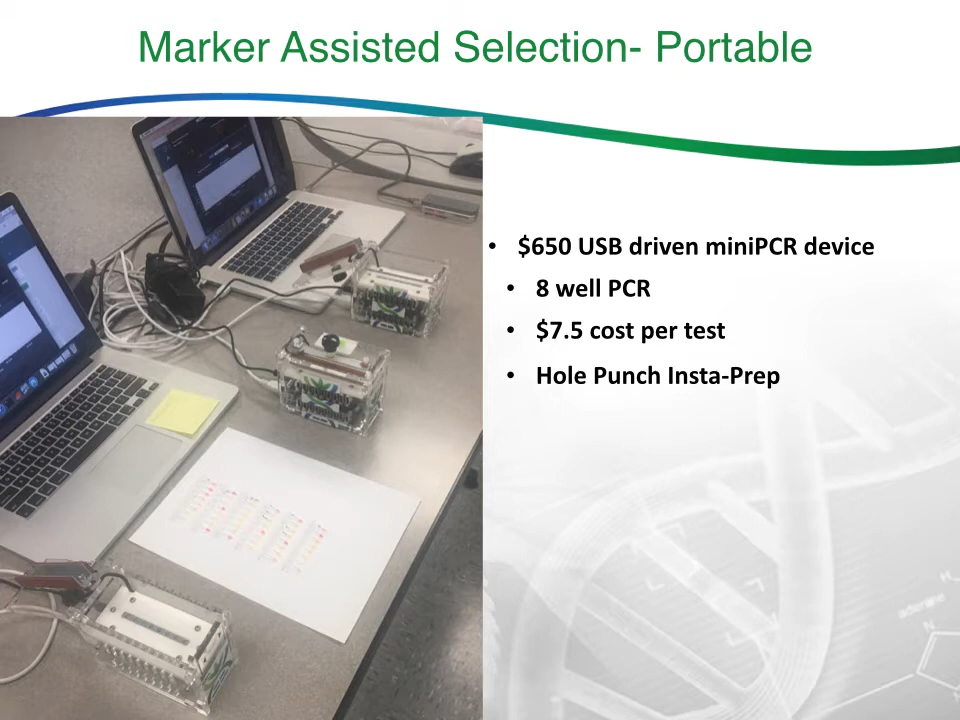 Marker Assisted Selection- Portable
• $650 USB driven miniPCR device
• 8 well PCR
• $7.5 cost per test
• Hole Punch Insta-Prep